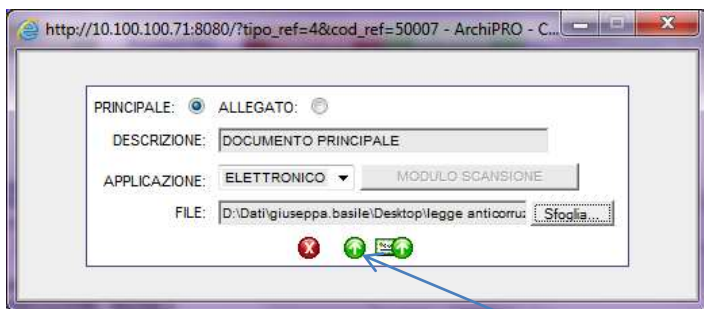 http://10.100.100.71:8080/?tipo_ref=4&cod_ref=50007 - ArchiPRO - C...
PRINCIPALE: ALLEGATO:
DESCRIZIONE: DOCUMENTO PRINCIPALE
APPLICAZIONE: ELETTRONICO MODULO SCANSIONE
FILE: D:\Dati\giuseppa.basile\Desktop\legge anticorruz Sfoglia...